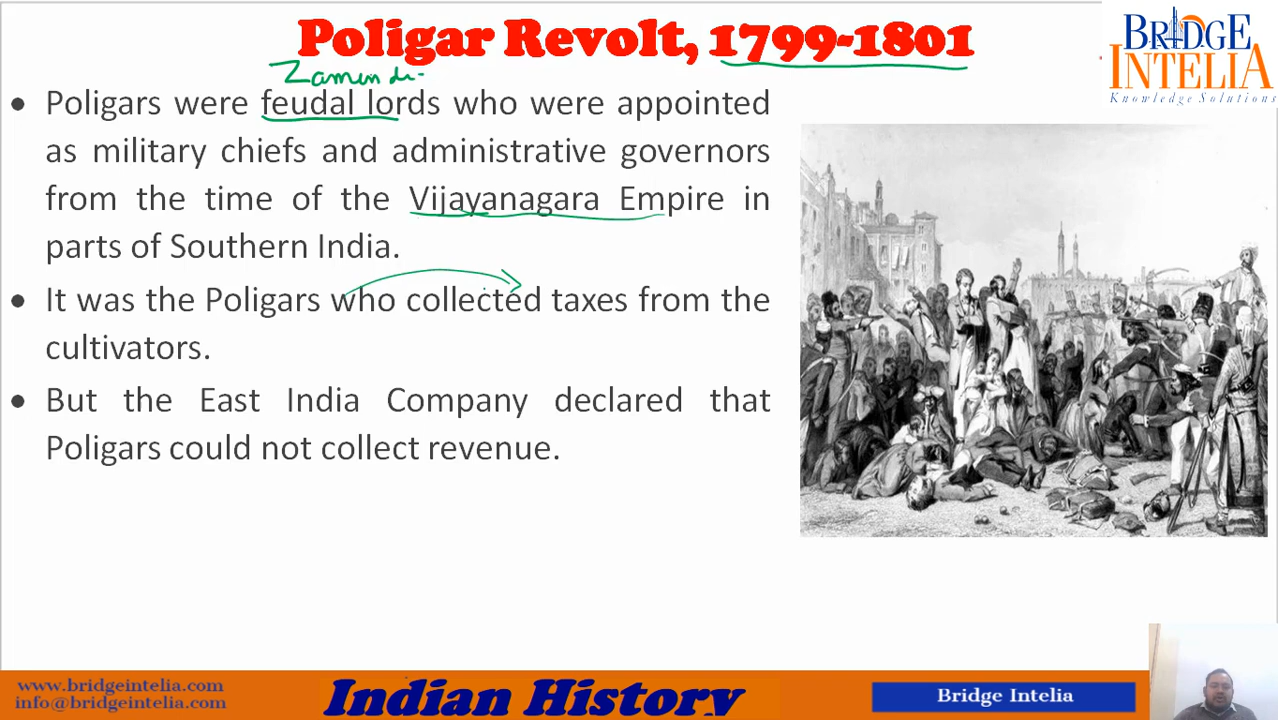 Poligar Revolt, 1799-1801
BRIDGE
INTELIA
Knowledge Solutions
• Poligars were feudal lords who were appointed
as military chiefs and administrative governors
from the time of the Vijayanagara Empire in
parts of Southern India.
• It was the Poligars who collected taxes from the
cultivators.
• But the East India Company declared that
Poligars could not collect revenue.
www.bridgeintelia.com
info@bridgeintelia.com
Indian History
Bridge Intelia